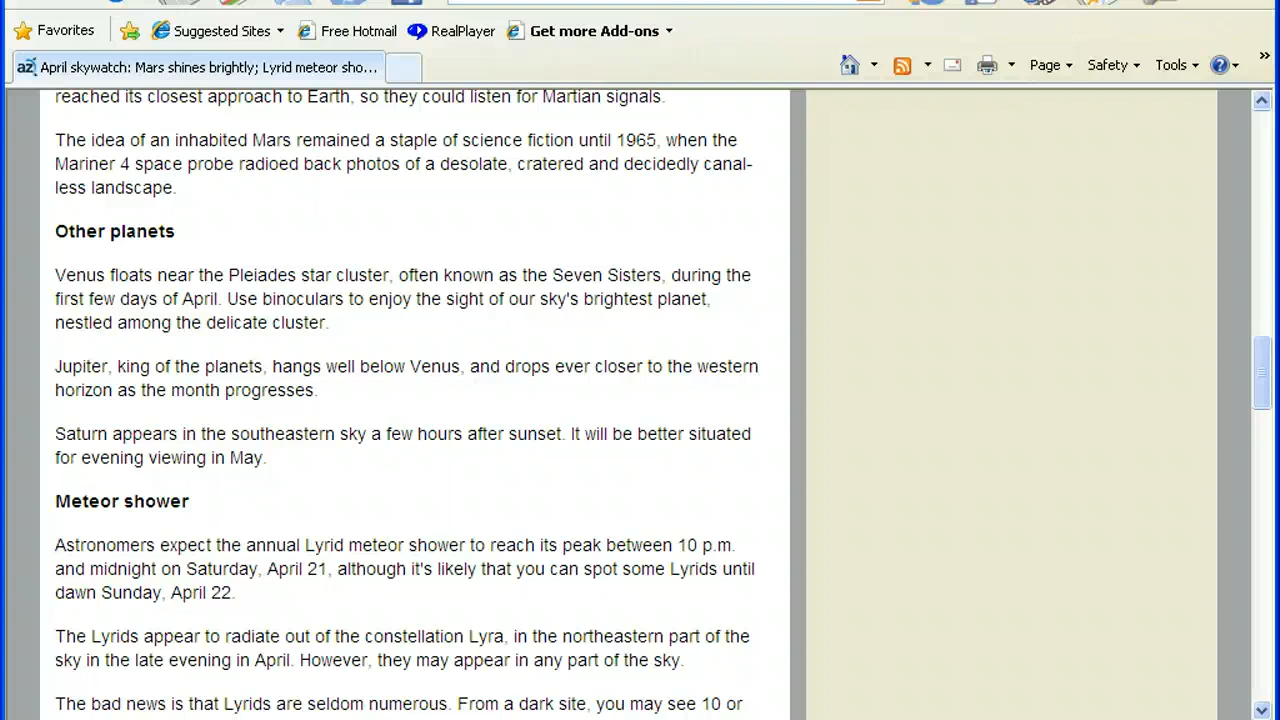 Favorites Suggested Sites Free Hotmail RealPlayer Get more Add-ons
az April skywatch: Mars shines brightly; Lyrid meteor sho... Page Safety Tools
reached its closest approach to Earth, so they could listen for Martian signals.
The idea of an inhabited Mars remained a staple of science fiction until 1965, when the
Mariner 4 space probe radioed back photos of a desolate, cratered and decidedly canal-
less landscape.
Other planets
Venus floats near the Pleiades star cluster, often known as the Seven Sisters, during the
first few days of April. Use binoculars to enjoy the sight of our sky's brightest planet,
nestled among the delicate cluster.
Jupiter, king of the planets, hangs well below Venus, and drops ever closer to the western
horizon as the month progresses.
Saturn appears in the southeastern sky a few hours after sunset. It will be better situated
for evening viewing in May.
Meteor shower
Astronomers expect the annual Lyrid meteor shower to reach its peak between 10 p.m.
and midnight on Saturday, April 21, although it's likely that you can spot some Lyrids until
dawn Sunday, April 22.
The Lyrids appear to radiate out of the constellation Lyra, in the northeastern part of the
sky in the late evening in April. However, they may appear in any part of the sky.
The bad news is that Lyrids are seldom numerous. From a dark site, you may see 10 or